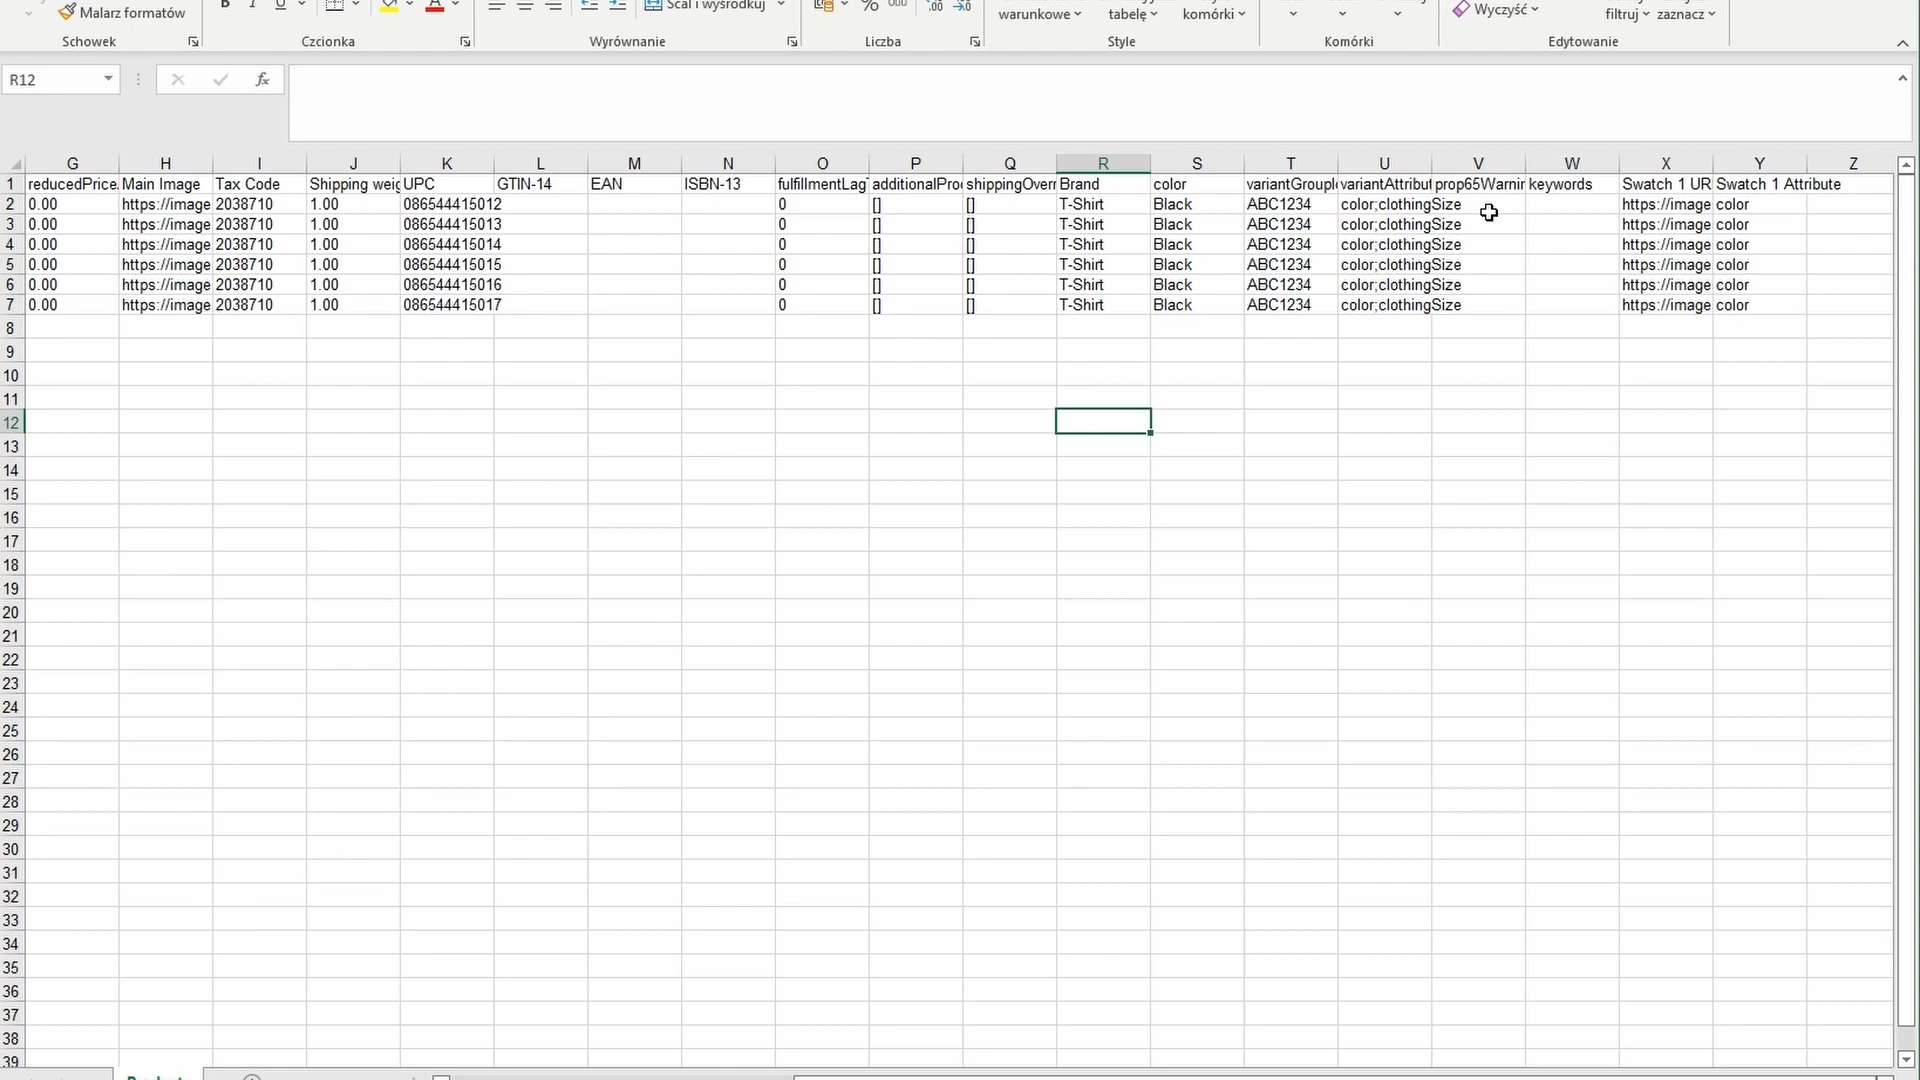 Malarz formatów
B I U A Scal i wyśrodkuj % 000 warunkowe tabelę komórki Wyczyść filtruj zaznacz
Schowek Czcionka Wyrównanie Liczba Style Komórki Edytowanie
R12 fx
G H I J K L M N O P Q R S T U V W X Y Z
1 reducedPrice Main Image Tax Code Shipping weig UPC GTIN-14 EAN ISBN-13 fulfillmentLag additionalPro shippingOver Brand color variantGroup variantAttribut prop65Warnin keywords Swatch 1 UR Swatch 1 Attribute
2 0.00 https://image 2038710 1.00 086544415012 0 [] [] T-Shirt Black ABC1234 color;clothingSize https://image color
3 0.00 https://image 2038710 1.00 086544415013 0 [] [] T-Shirt Black ABC1234 color;clothingSize https://image color
4 0.00 https://image 2038710 1.00 086544415014 0 [] [] T-Shirt Black ABC1234 color;clothingSize https://image color
5 0.00 https://image 2038710 1.00 086544415015 0 [] [] T-Shirt Black ABC1234 color;clothingSize https://image color
6 0.00 https://image 2038710 1.00 086544415016 0 [] [] T-Shirt Black ABC1234 color;clothingSize https://image color
7 0.00 https://image 2038710 1.00 086544415017 0 [] [] T-Shirt Black ABC1234 color;clothingSize https://image color
8
9
10
11
12
13
14
15
16
17
18
19
20
21
22
23
24
25
26
27
28
29
30
31
32
33
34
35
36
37
38
39